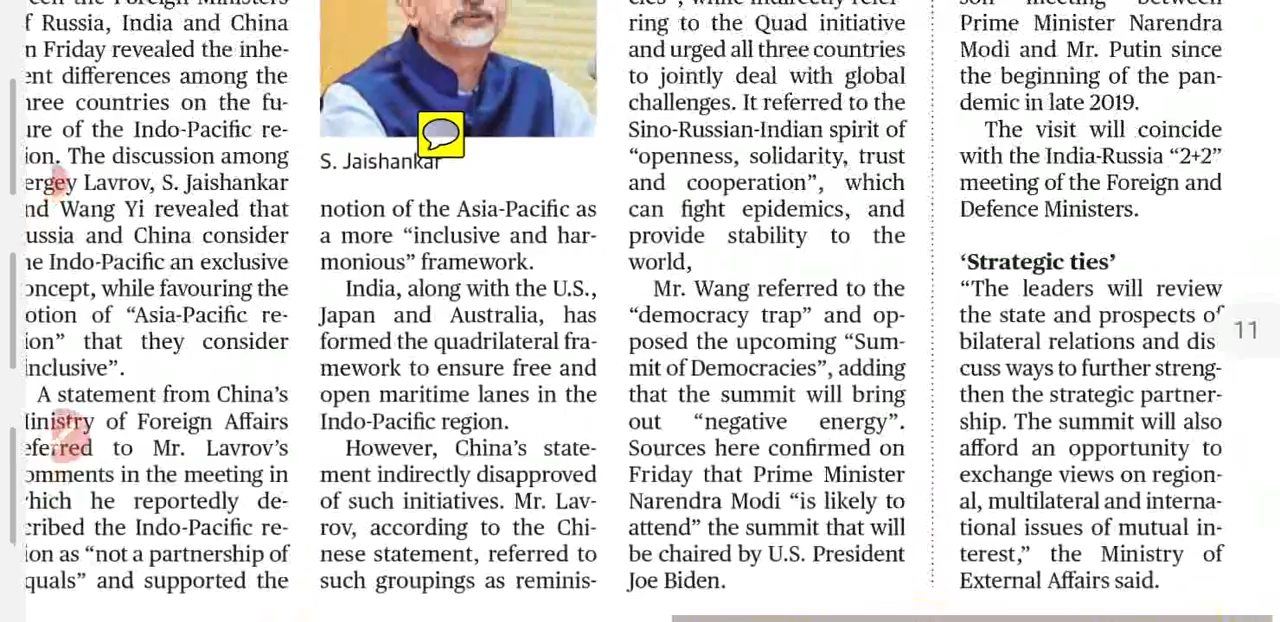 of Russia, India and China
n Friday revealed the inhe-
ent differences among the
hree countries on the fu-
ure of the Indo-Pacific re-
ion. The discussion among
ergey Lavrov, S. Jaishankar
nd Wang Yi revealed that
ussia and China consider
he Indo-Pacific an exclusive
oncept, while favouring the
otion of “Asia-Pacific re-
ion” that they consider
inclusive”.
A statement from China’s
Ministry of Foreign Affairs
eferred to Mr. Lavrov’s
omments in the meeting in
which he reportedly de-
cribed the Indo-Pacific re-
ion as “not a partnership of
quals” and supported the
S. Jaishankar
notion of the Asia-Pacific as
a more “inclusive and har-
monious” framework.
India, along with the U.S.,
Japan and Australia, has
formed the quadrilateral fra-
mework to ensure free and
open maritime lanes in the
Indo-Pacific region.
However, China’s state-
ment indirectly disapproved
of such initiatives. Mr. Lav-
rov, according to the Chi-
nese statement, referred to
such groupings as reminis-
ring to the Quad initiative
and urged all three countries
to jointly deal with global
challenges. It referred to the
Sino-Russian-Indian spirit of
“openness, solidarity, trust
and cooperation”, which
can fight epidemics, and
provide stability to the
world,
Mr. Wang referred to the
“democracy trap” and op-
posed the upcoming “Sum-
mit of Democracies”, adding
that the summit will bring
out “negative energy”.
Sources here confirmed on
Friday that Prime Minister
Narendra Modi “is likely to
attend” the summit that will
be chaired by U.S. President
Joe Biden.
Prime Minister Narendra
Modi and Mr. Putin since
the beginning of the pan-
demic in late 2019.
The visit will coincide
with the India-Russia “2+2”
meeting of the Foreign and
Defence Ministers.
‘Strategic ties’
“The leaders will review
the state and prospects of
bilateral relations and dis
cuss ways to further streng-
then the strategic partner-
ship. The summit will also
afford an opportunity to
exchange views on region-
al, multilateral and interna-
tional issues of mutual in-
terest,” the Ministry of
External Affairs said.
11